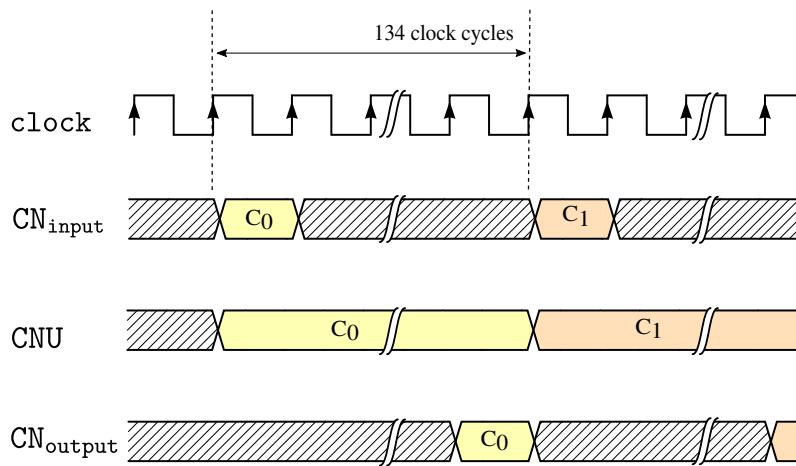 134 clock cycles
clock
CNinput C0 C1
CNU C0 C1
CNoutput C0